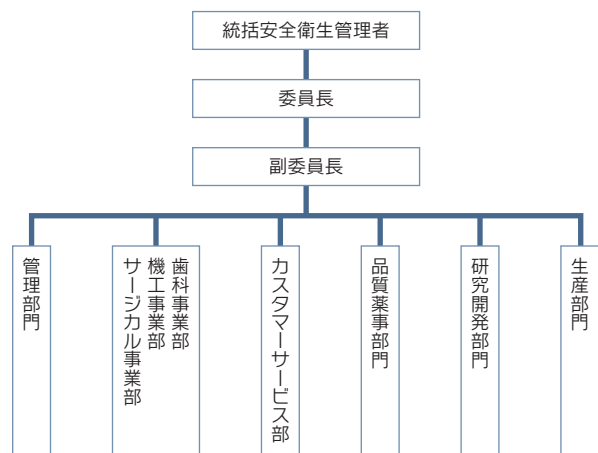 統括安全衛生管理者
委員長
副委員長
管理部門
歯科事業部
機工事業部
サージカル事業部
カスタマーサービス部
品質薬事部門
研究開発部門
生産部門